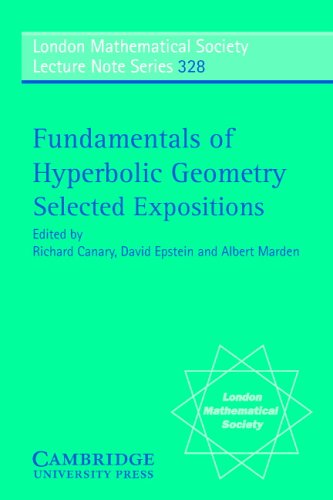 London Mathematical Society
Lecture Note Series 328
Fundamentals of
Hyperbolic Geometry
Selected Expositions
Edited by
Richard Canary, David Epstein and Albert Marden
London
Mathematical
Society
CAMBRIDGE
UNIVERSITY PRESS